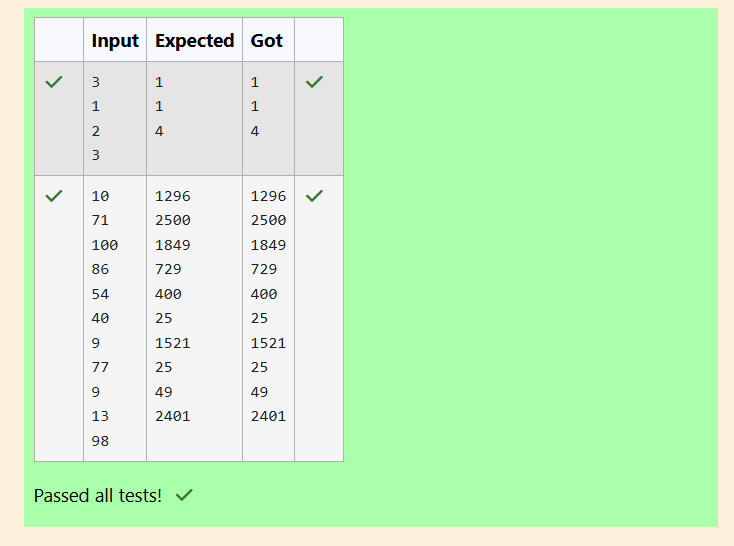 Input Expected Got
3 1 1
1 1 1
2 4 4
3
10 1296 1296
71 2500 2500
100 1849 1849
86 729 729
54 400 400
40 25 25
9 1521 1521
77 25 25
9 49 49
13 2401 2401
98
Passed all tests!